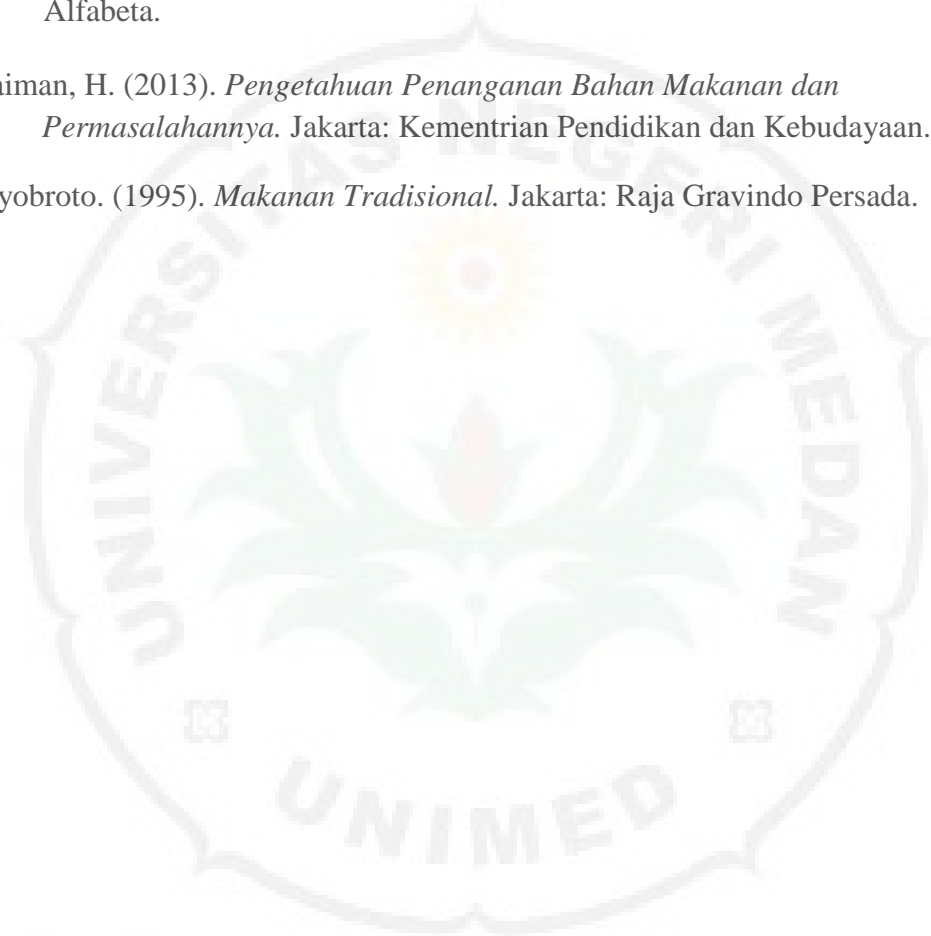 Alfabeta.
aiman, H. (2013). Pengetahuan Penanganan Bahan Makanan dan
Permasalahannya. Jakarta: Kementrian Pendidikan dan Kebudayaan.
yobroto. (1995). Makanan Tradisional. Jakarta: Raja Gravindo Persada.
UNIVERSITAS NEGERI MEDAN
UNIMED